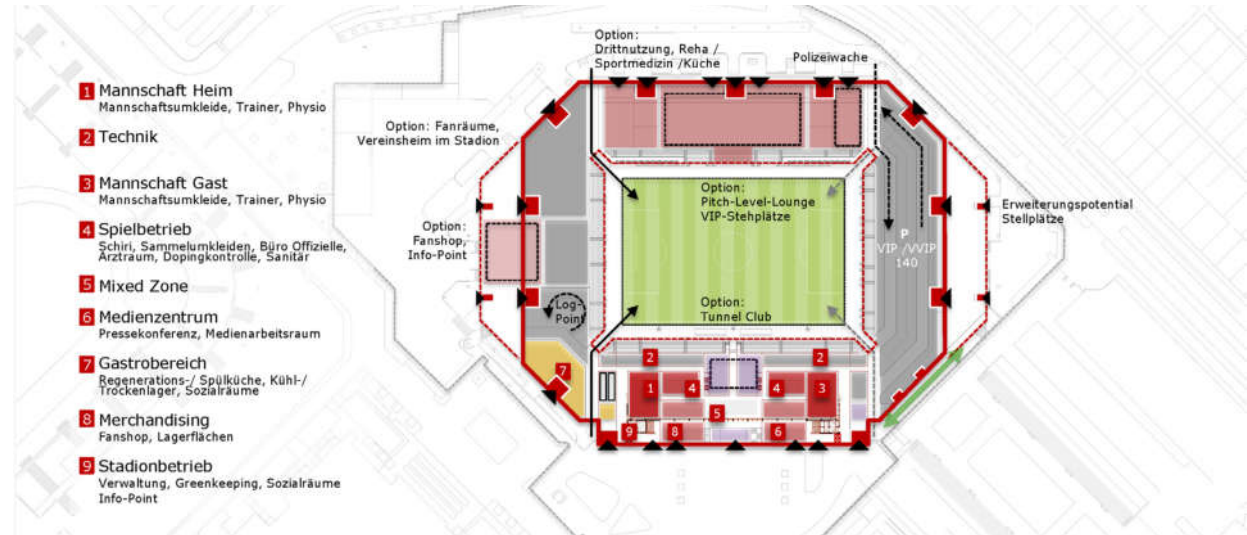 1 Mannschaft Heim
Mannschaftsumkleide, Trainer, Physio
2 Technik
3 Mannschaft Gast
Mannschaftsumkleide, Trainer, Physio
4 Spielbetrieb
Schiri, Sammelumkleiden, Büro Offizielle,
Arztraum, Dopingkontrolle, Sanitär
5 Mixed Zone
6 Medienzentrum
Pressekonferenz, Medienarbeitsraum
7 Gastrobereich
Regenerations-/ Spülküche, Kühl-/
Trockenlager, Sozialräume
8 Merchandising
Fanshop, Lagerflächen
9 Stadionbetrieb
Verwaltung, Greenkeeping, Sozialräume
Info-Point
Option:
Drittnutzung, Reha /
Sportmedizin /Küche
Polizeiwache
Option: Fanräume,
Vereinsheim im Stadion
Option:
Pitch-Level-Lounge
VIP-Stehplätze
Erweiterungspotential
Stellplätze
Option:
Fanshop,
Info-Point
P
VIP /VVIP
140
Log-
Point
Option:
Tunnel Club
2
2
7
1
4
4
3
5
9
8
6